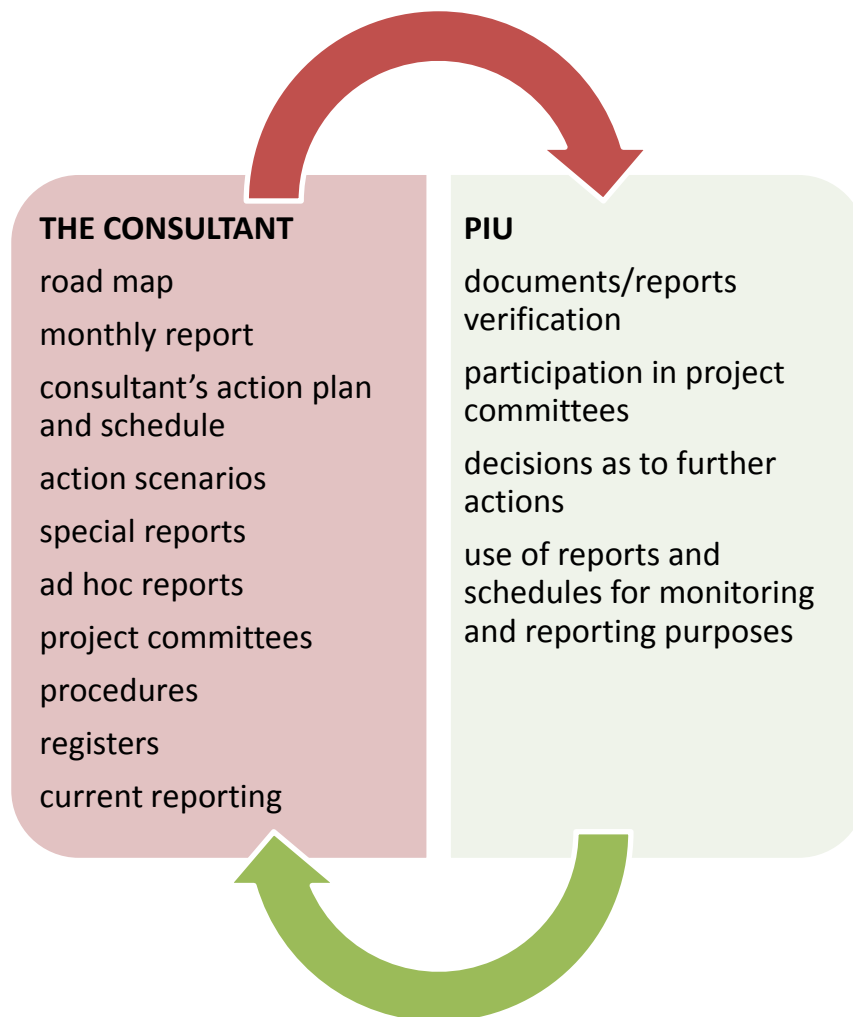 THE CONSULTANT
road map
monthly report
consultant’s action plan
and schedule
action scenarios
special reports
ad hoc reports
project committees
procedures
registers
current reporting
PIU
documents/reports
verification
participation in project
committees
decisions as to further
actions
use of reports and
schedules for monitoring
and reporting purposes